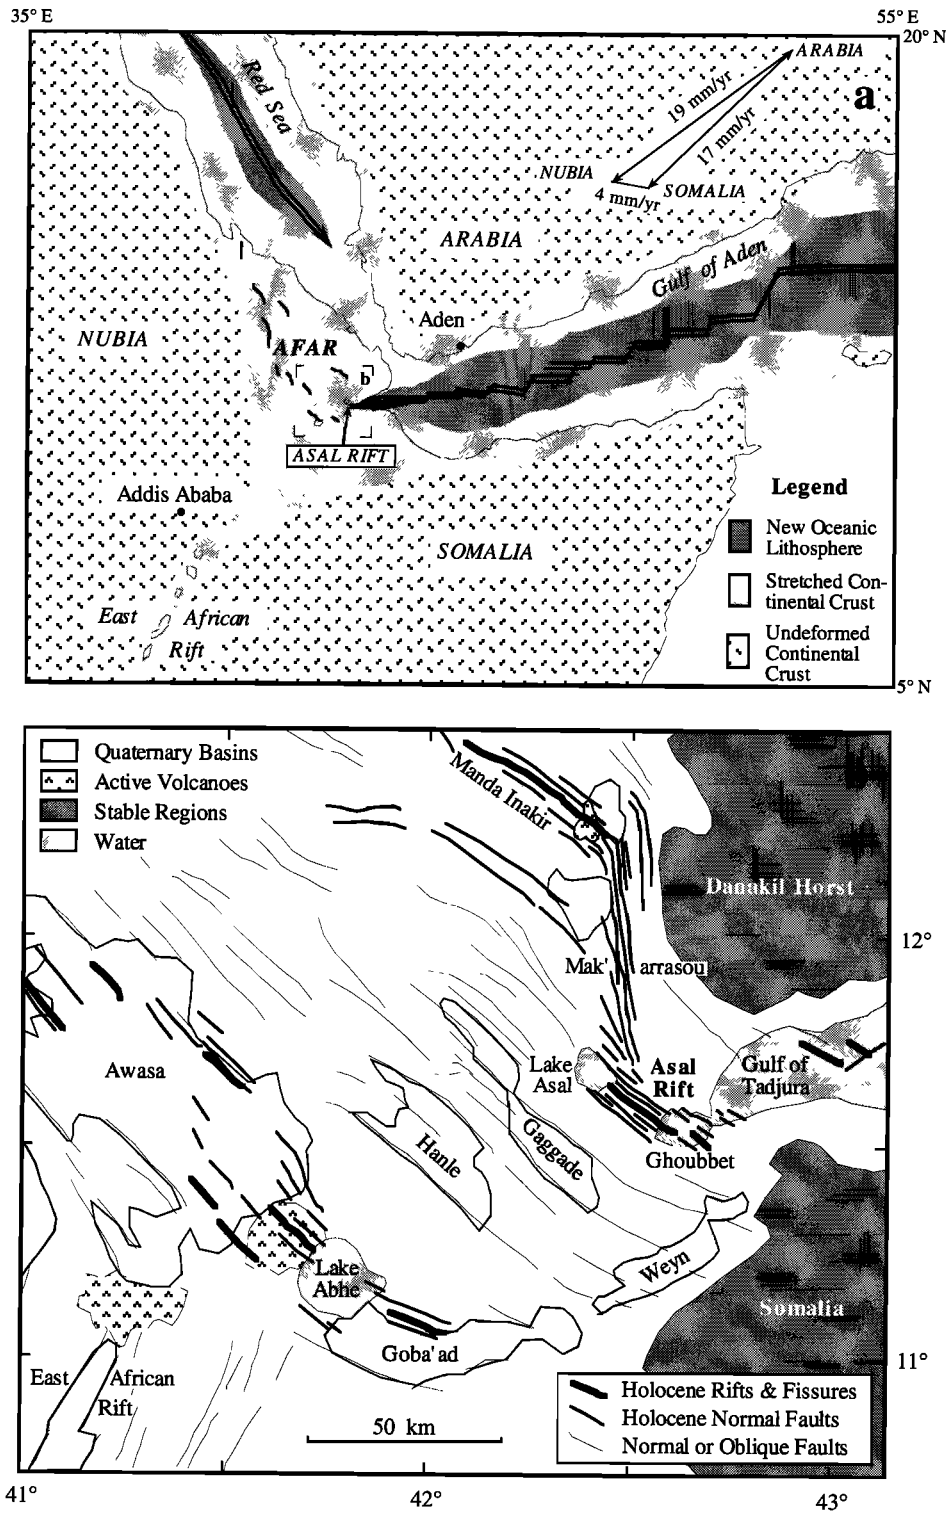 35° E
55° E
20° N
Red Sea
ARABIA
19 mm/yr
a
17 mm/yr
NUBIA
SOMALIA
4 mm/yr
ARABIA
Gulf of Aden
Aden
NUBIA
AFAR
b
ASAL RIFT
Legend
Addis Ababa
New Oceanic
Lithosphere
SOMALIA
Stretched Con-
tinental Crust
East African
Rift
Undeformed
Continental
Crust
5° N
Quaternary Basins
Active Volcanoes
Stable Regions
Water
Manda Inakir
Danakil Horst
12°
Mak' arrasou
Lake
Asal
Asal
Rift
Gulf of
Tadjura
Awasa
Hanle
Gaggade
Ghoubbet
Weyn
Lake
Abhe
Somalia
Goba'ad
11°
East African
Rift
Holocene Rifts & Fissures
Holocene Normal Faults
Normal or Oblique Faults
50 km
41°
42°
43°